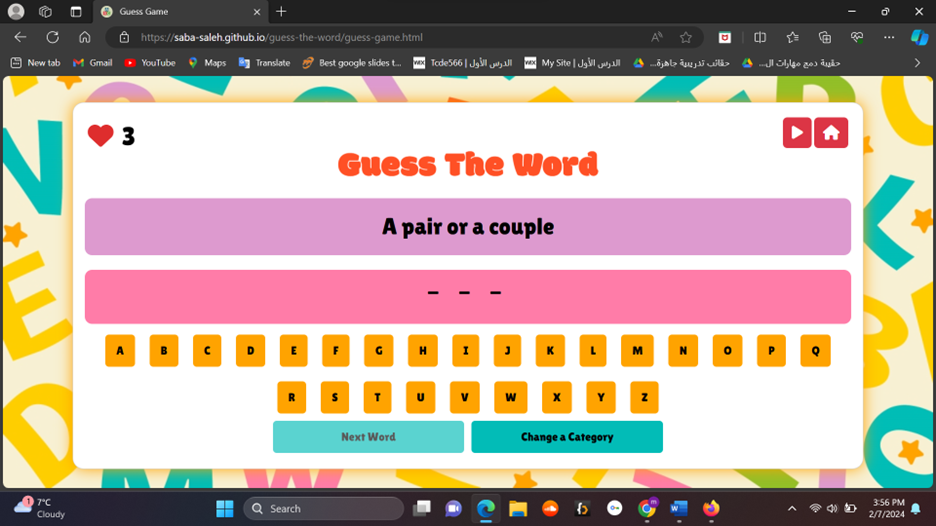 Guess Game
https://saba-saleh.github.io/guess-the-word/guess-game.html
New tab
Gmail
YouTube
Maps
Translate
Best google slides t...
Tcde566 | الدرس الأول
My Site | الدرس الأول
حقائب تدريبية جاهزة...
حقيبة دمج مهارات ال...
3
Guess The Word
A pair or a couple
_ _ _
A B C D E F G H I J K L M N O P Q
R S T U V W X Y Z
Next Word
Change a Category
1
7°C
Cloudy
Search
3:56 PM
2/7/2024